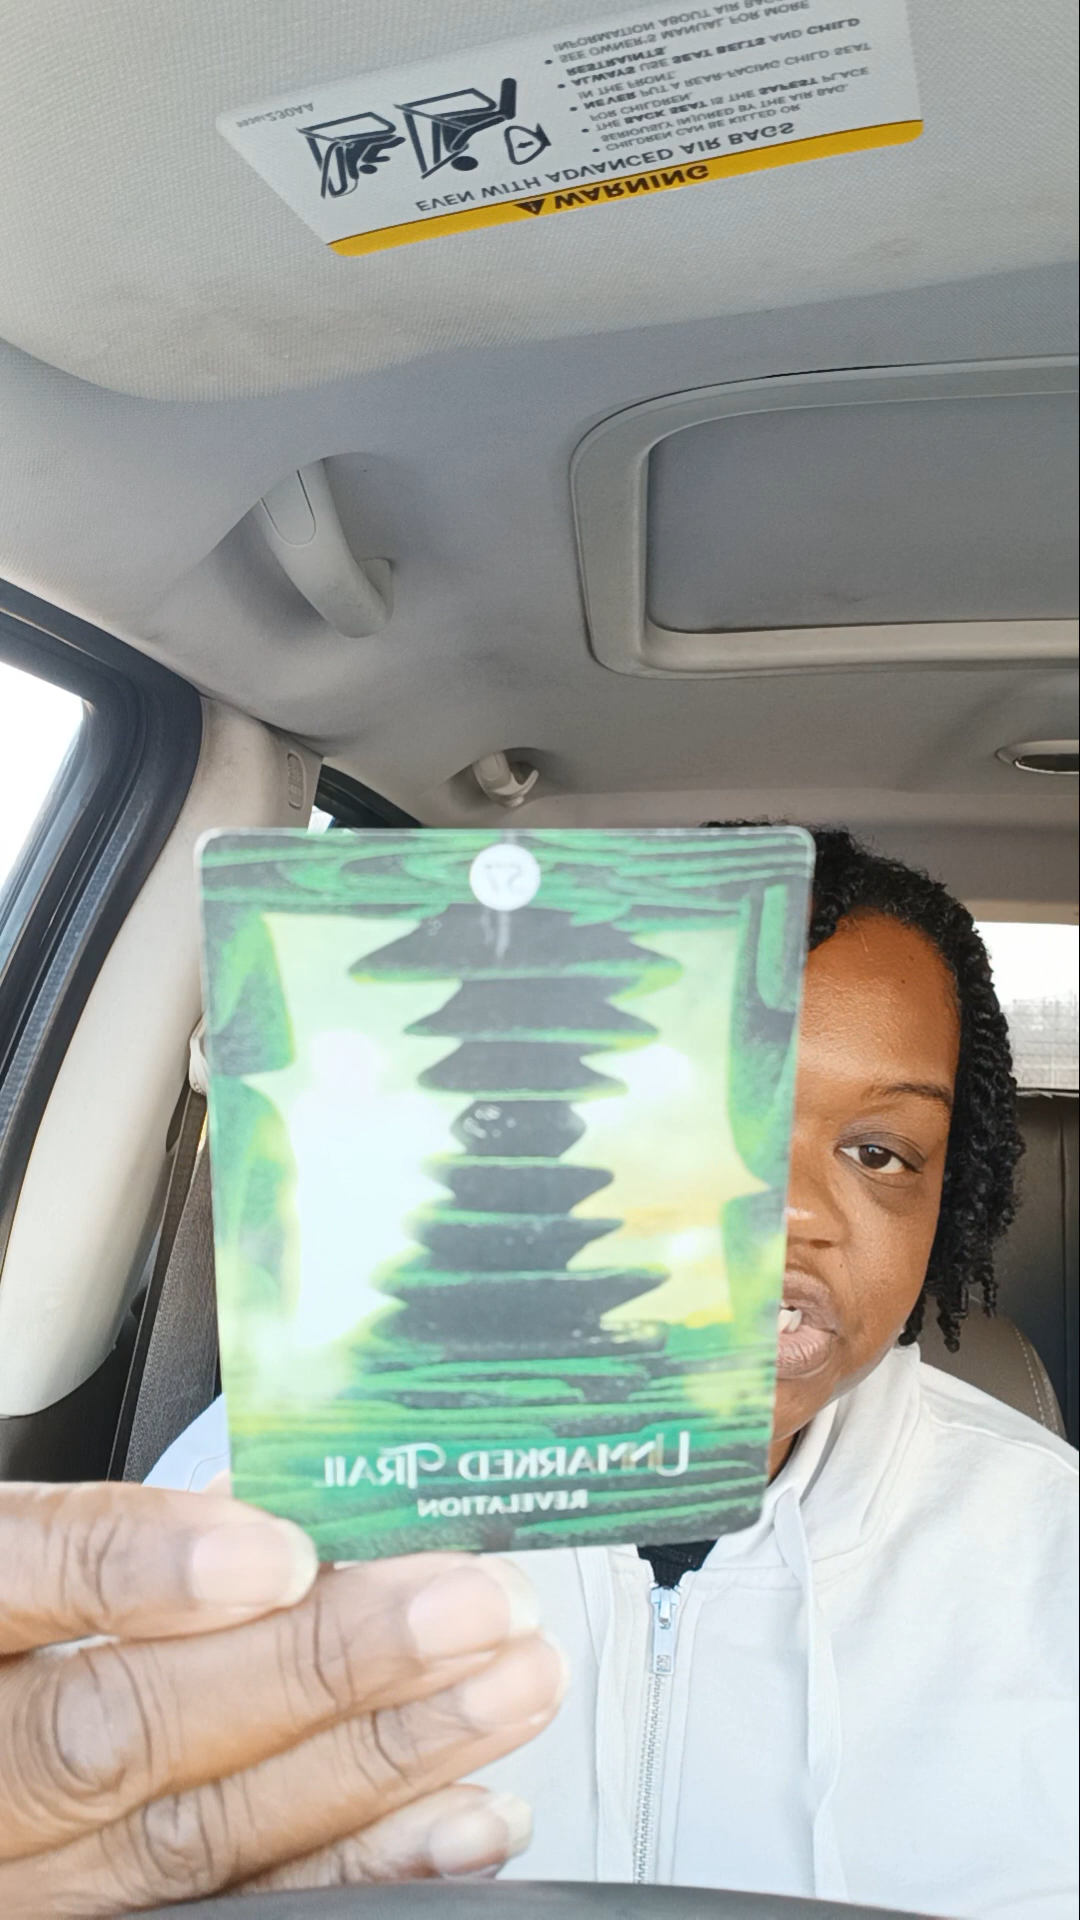 WARNING
EVEN WITH ADVANCED AIR BAGS
• CHILDREN CAN BE KILLED OR
SERIOUSLY INJURED BY THE AIR BAG.
• THE BACK SEAT IS THE SAFEST PLACE
FOR CHILDREN.
• NEVER PUT A REAR-FACING CHILD SEAT
IN THE FRONT.
• ALWAYS USE SEAT BELTS AND CHILD
RESTRAINTS.
• SEE OWNER'S MANUAL FOR MORE
INFORMATION ABOUT AIR
57
UNMARKED TRAIL
REVELATION